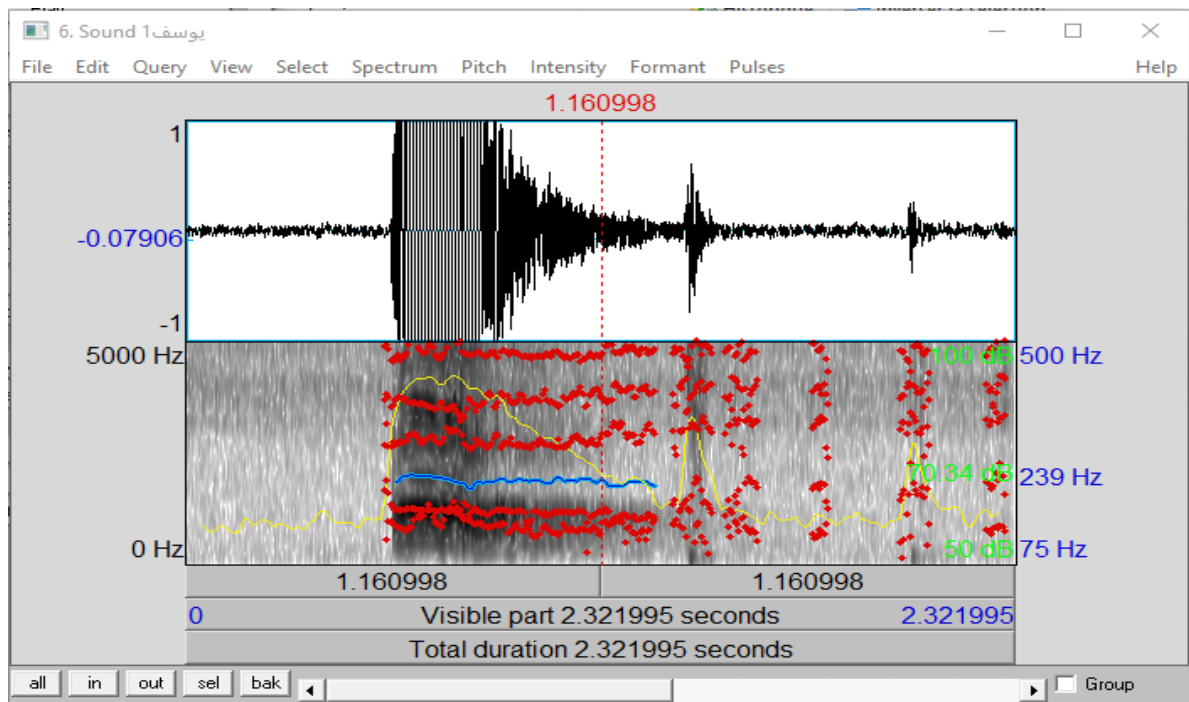 6. Sound 1يوسف
File Edit Query View Select Spectrum Pitch Intensity Formant Pulses Help
1.160998
1
-0.07906
-1
5000 Hz 100 dB 500 Hz
70.34 dB 239 Hz
0 Hz 50 dB 75 Hz
1.160998 1.160998
0 Visible part 2.321995 seconds 2.321995
Total duration 2.321995 seconds
all in out sel bak Group